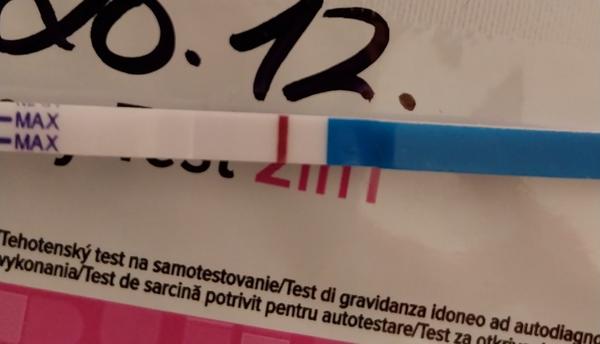 20.12.
MAX
MAX
Test 2in1
Tehotenský test na samotestovanie/Test di gravidanza idoneo ad autodiagno
vykonania/Test de sarcină potrivit pentru autotestare/Test za otkriv